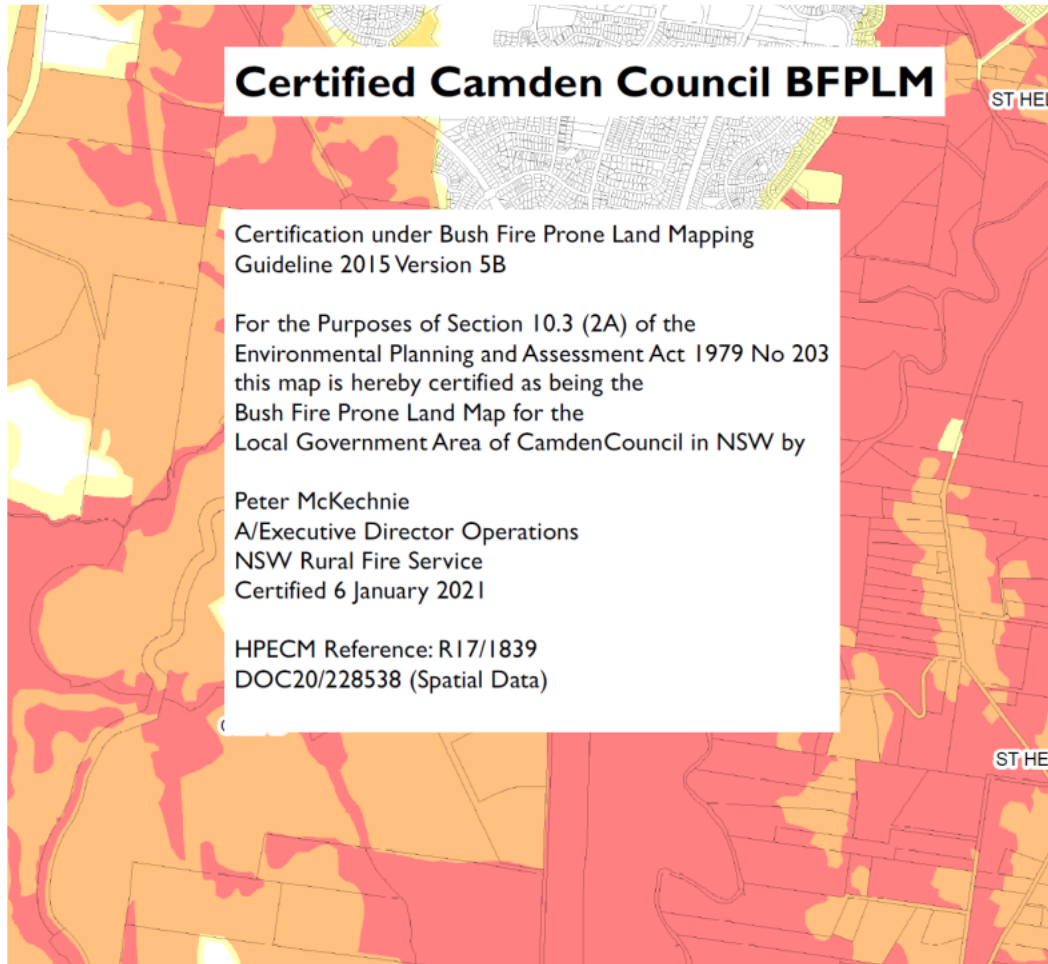 Certified Camden Council BFPLM
ST HEL
Certification under Bush Fire Prone Land Mapping
Guideline 2015 Version 5B
For the Purposes of Section 10.3 (2A) of the
Environmental Planning and Assessment Act 1979 No 203
this map is hereby certified as being the
Bush Fire Prone Land Map for the
Local Government Area of CamdenCouncil in NSW by
Peter McKechnie
A/Executive Director Operations
NSW Rural Fire Service
Certified 6 January 2021
HPECM Reference: R17/1839
DOC20/228538 (Spatial Data)
ST HE